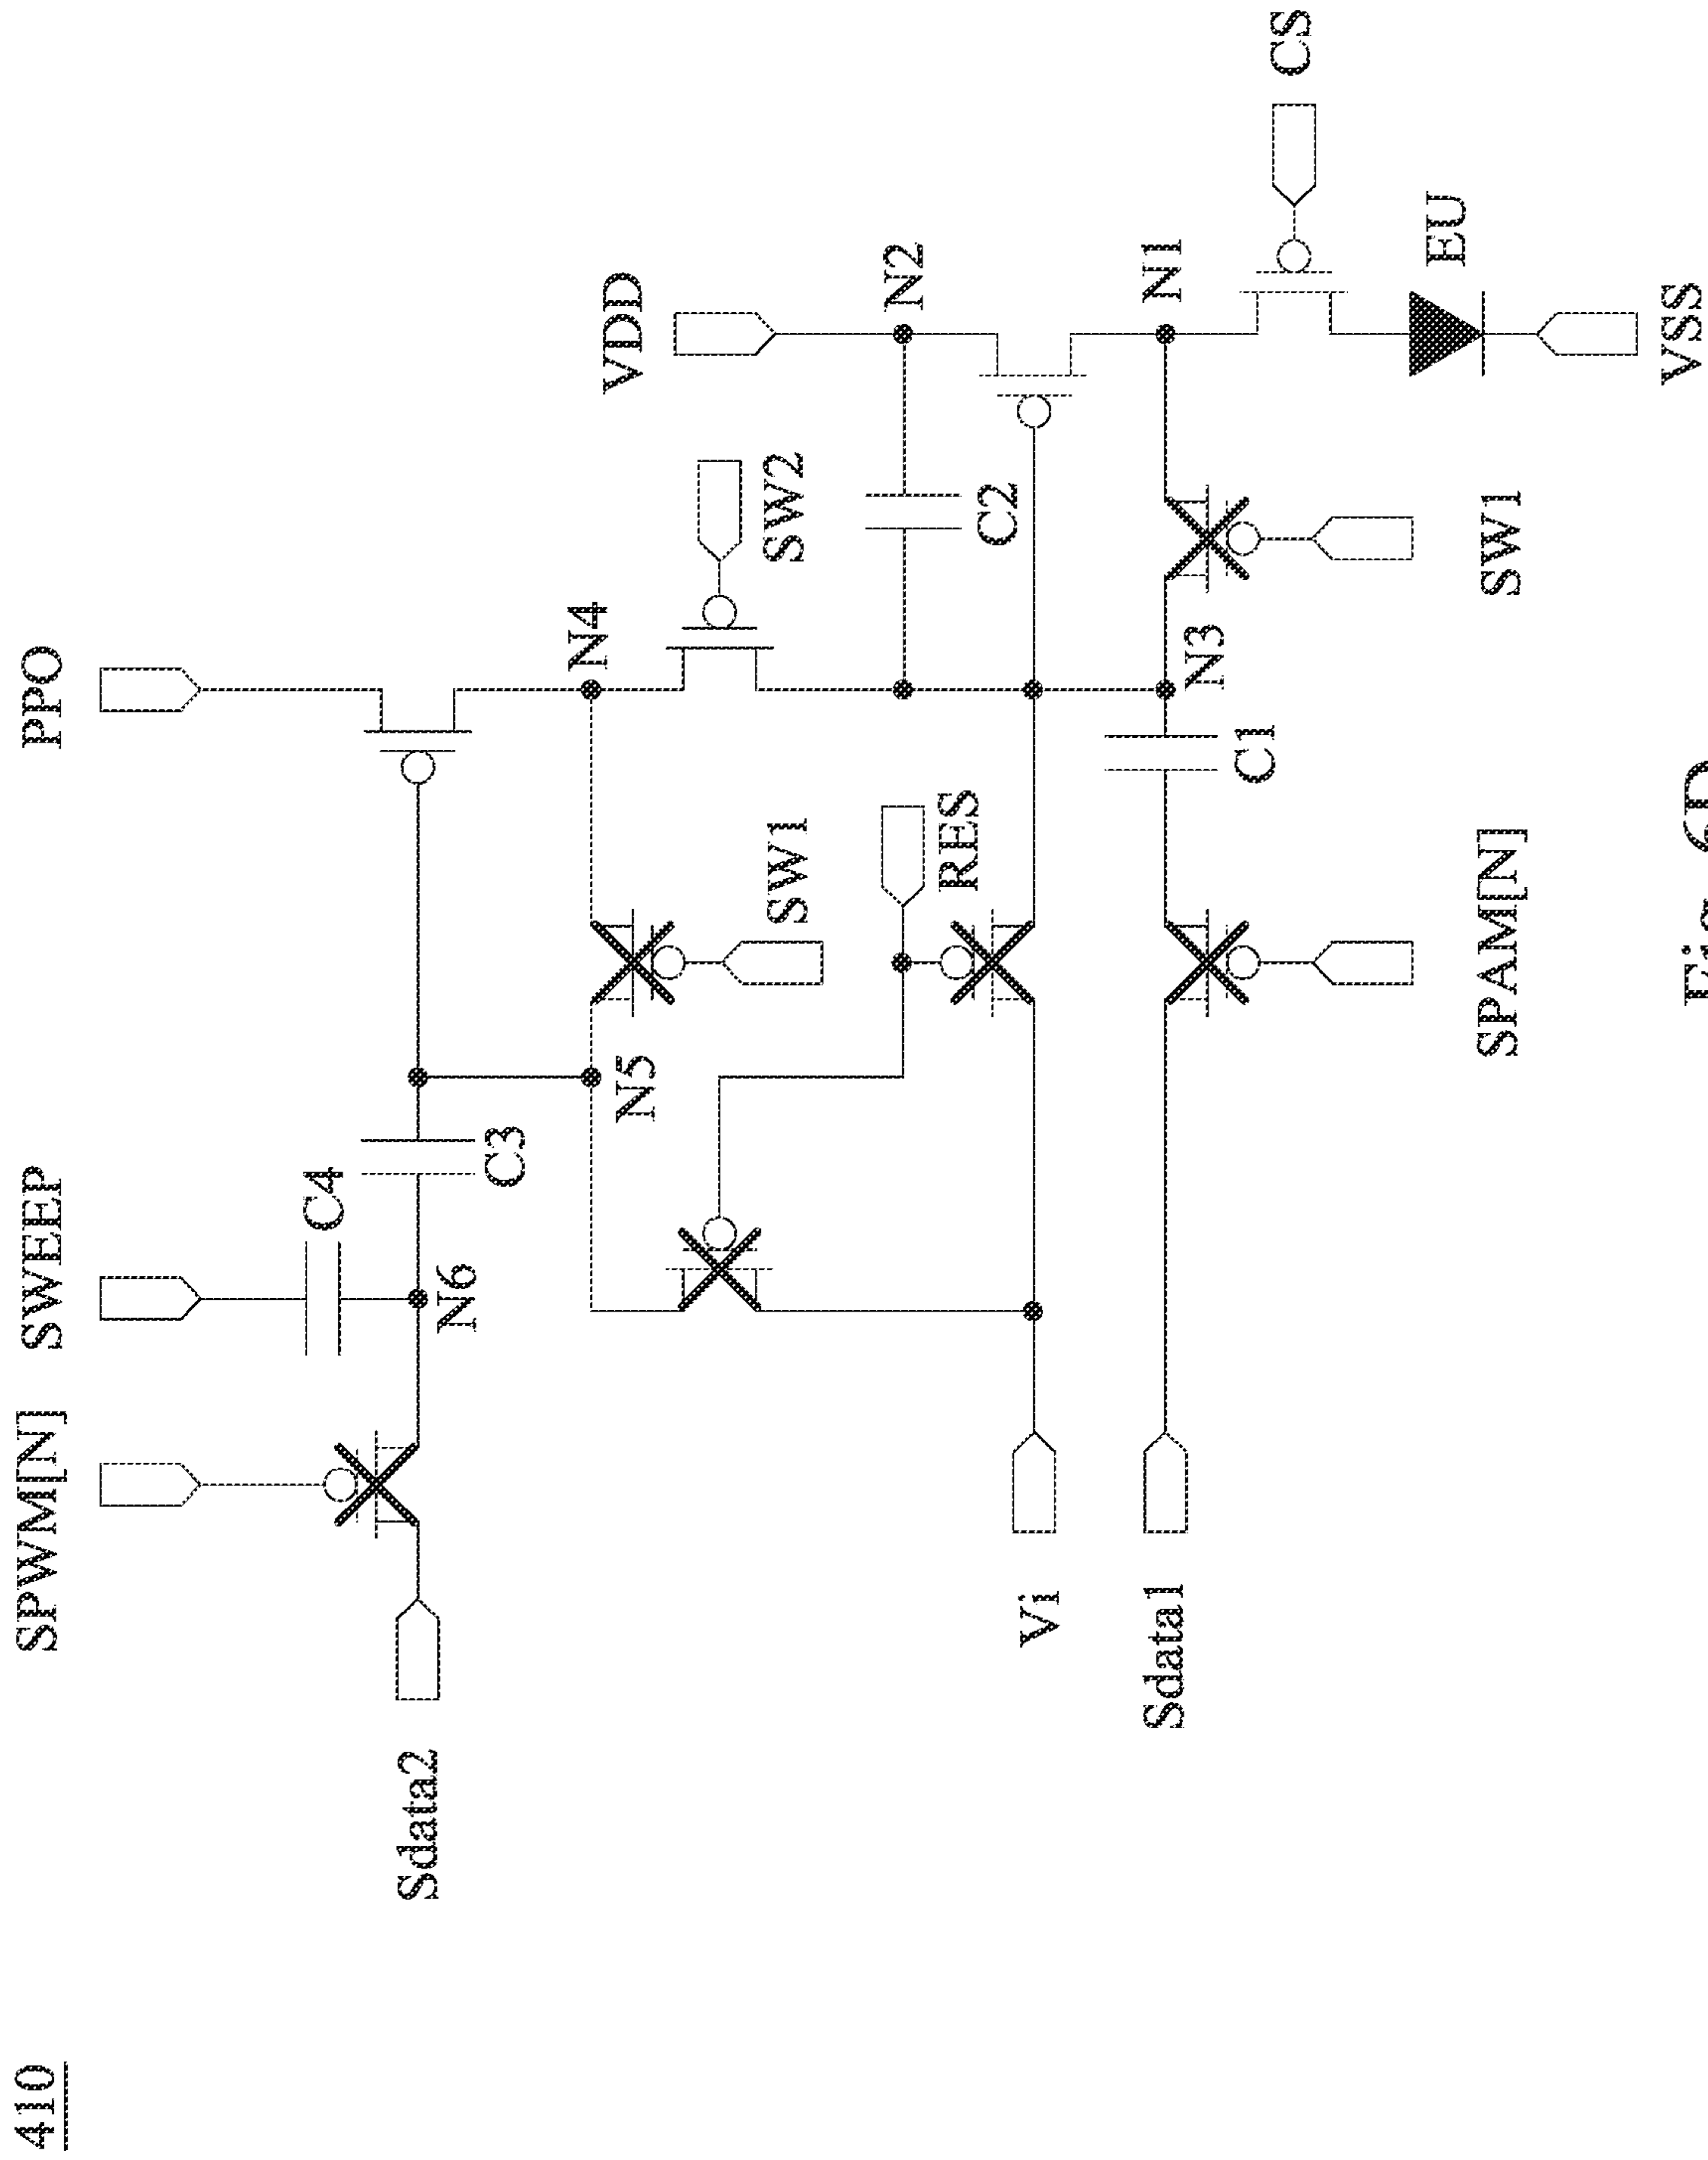 410
SPWM[N]
SWEEP
PPO
C4
Sdata2
N6
C3
N5
N4
SW1
SW2
VDD
RES
C2
N2
Vi
Sdata1
C1
N3
N1
CS
SPAM[N]
SW1
EU
VSS